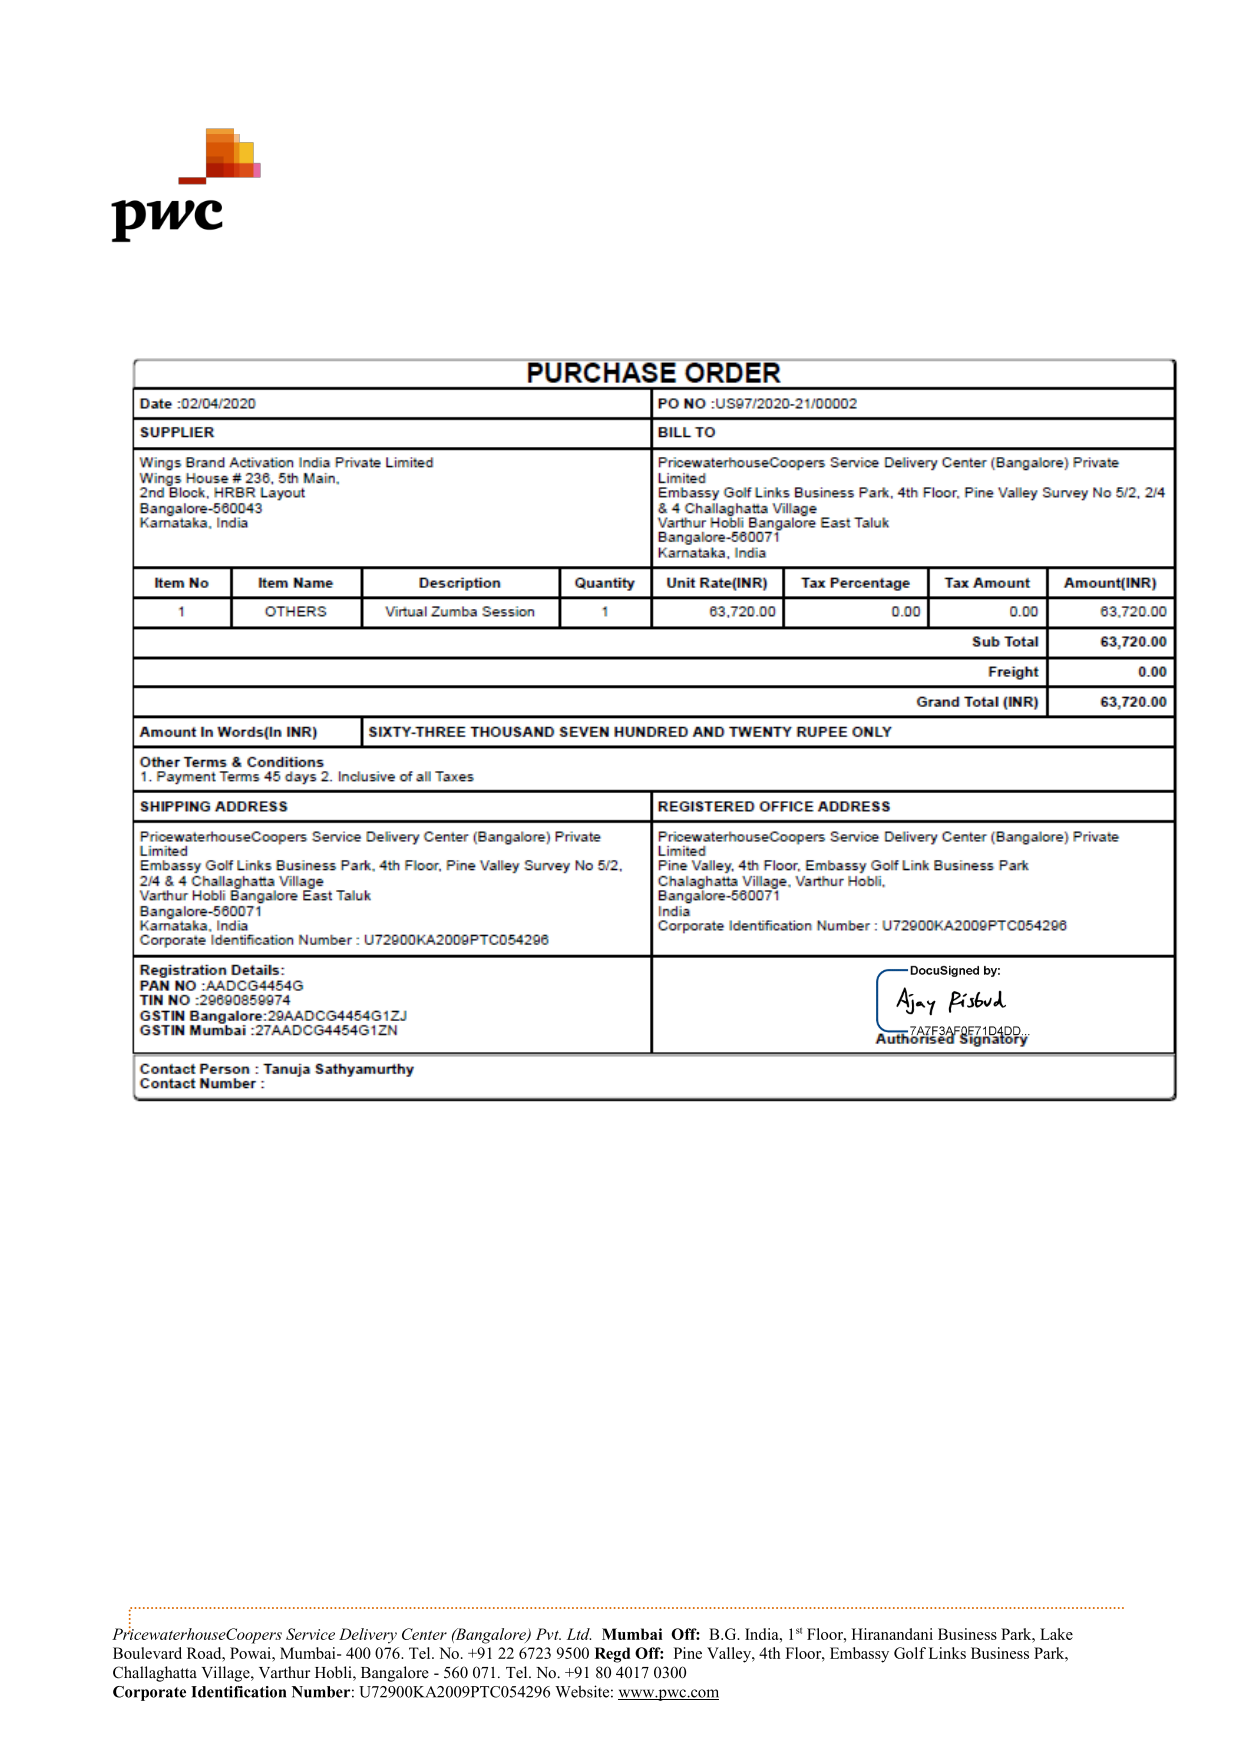 pwc
PURCHASE ORDER
Date :02/04/2020
PO NO :US97/2020-21/00002
SUPPLIER
BILL TO
Wings Brand Activation India Private Limited
Wings House # 236, 5th Main,
2nd Block, HRBR Layout
Bangalore-560043
Karnataka, India
PricewaterhouseCoopers Service Delivery Center (Bangalore) Private
Limited
Embassy Golf Links Business Park, 4th Floor, Pine Valley Survey No 5/2, 2/4
& 4 Challaghatta Village
Varthur Hobli Bangalore East Taluk
Bangalore-560071
Karnataka, India
Item No Item Name Description Quantity Unit Rate(INR) Tax Percentage Tax Amount Amount(INR)
1 OTHERS Virtual Zumba Session 1 63,720.00 0.00 0.00 63,720.00
Sub Total 63,720.00
Freight 0.00
Grand Total (INR) 63,720.00
Amount In Words(In INR) SIXTY-THREE THOUSAND SEVEN HUNDRED AND TWENTY RUPEE ONLY
Other Terms & Conditions
1. Payment Terms 45 days 2. Inclusive of all Taxes
SHIPPING ADDRESS
REGISTERED OFFICE ADDRESS
PricewaterhouseCoopers Service Delivery Center (Bangalore) Private
Limited
Embassy Golf Links Business Park, 4th Floor, Pine Valley Survey No 5/2,
2/4 & 4 Challaghatta Village
Varthur Hobli Bangalore East Taluk
Bangalore-560071
Karnataka, India
Corporate Identification Number : U72900KA2009PTC054296
PricewaterhouseCoopers Service Delivery Center (Bangalore) Private
Limited
Pine Valley, 4th Floor, Embassy Golf Link Business Park
Chalaghatta Village, Varthur Hobli,
Bangalore-560071
India
Corporate Identification Number : U72900KA2009PTC054296
Registration Details:
PAN NO :AADCG4454G
TIN NO :29690859974
GSTIN Bangalore:29AADCG4454G1ZJ
GSTIN Mumbai :27AADCG4454G1ZN
DocuSigned by:
Ajay Risbud
7A7F3AF0F71D4DD...
Authorised Signatory
Contact Person : Tanuja Sathyamurthy
Contact Number :
PricewaterhouseCoopers Service Delivery Center (Bangalore) Pvt. Ltd. Mumbai Off: B.G. India, 1st Floor, Hiranandani Business Park, Lake
Boulevard Road, Powai, Mumbai- 400 076. Tel. No. +91 22 6723 9500 Regd Off: Pine Valley, 4th Floor, Embassy Golf Links Business Park,
Challaghatta Village, Varthur Hobli, Bangalore - 560 071. Tel. No. +91 80 4017 0300
Corporate Identification Number: U72900KA2009PTC054296 Website: www.pwc.com